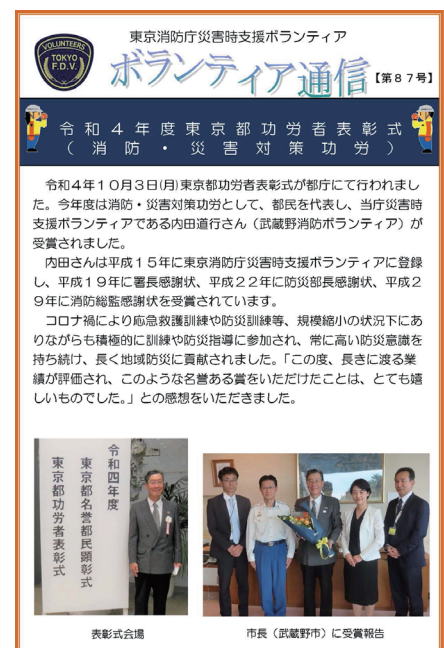 VOLUNTEERS
TOKYO
F.D.V.
東京消防庁災害時支援ボランティア
ボランティア通信【第８７号】
令和４年度東京都功労者表彰式
（消防・災害対策功労）
令和４年１０月３日(月)東京都功労者表彰式が都庁にて行われまし
た。今年度は消防・災害対策功労として、都民を代表し、当庁災害時
支援ボランティアである内田道行さん（武蔵野消防ボランティア）が
受賞されました。
内田さんは平成１５年に東京消防庁災害時支援ボランティアに登録
し、平成１９年に署長感謝状、平成２２年に防災部長感謝状、平成２
９年に消防総監感謝状を受賞されています。
コロナ禍により応急救護訓練や防災訓練等、規模縮小の状況下にあ
りながらも積極的に訓練や防災指導に参加され、常に高い防災意識を
持ち続け、長く地域防災に貢献されました。「この度、長きに渡る業
績が評価され、このような名誉ある賞をいただけたことは、とても嬉
しいものでした。」との感想をいただきました。
令和四年度
東京都名誉都民顕彰式
東京都功労者表彰式
表彰式会場
市長（武蔵野市）に受賞報告